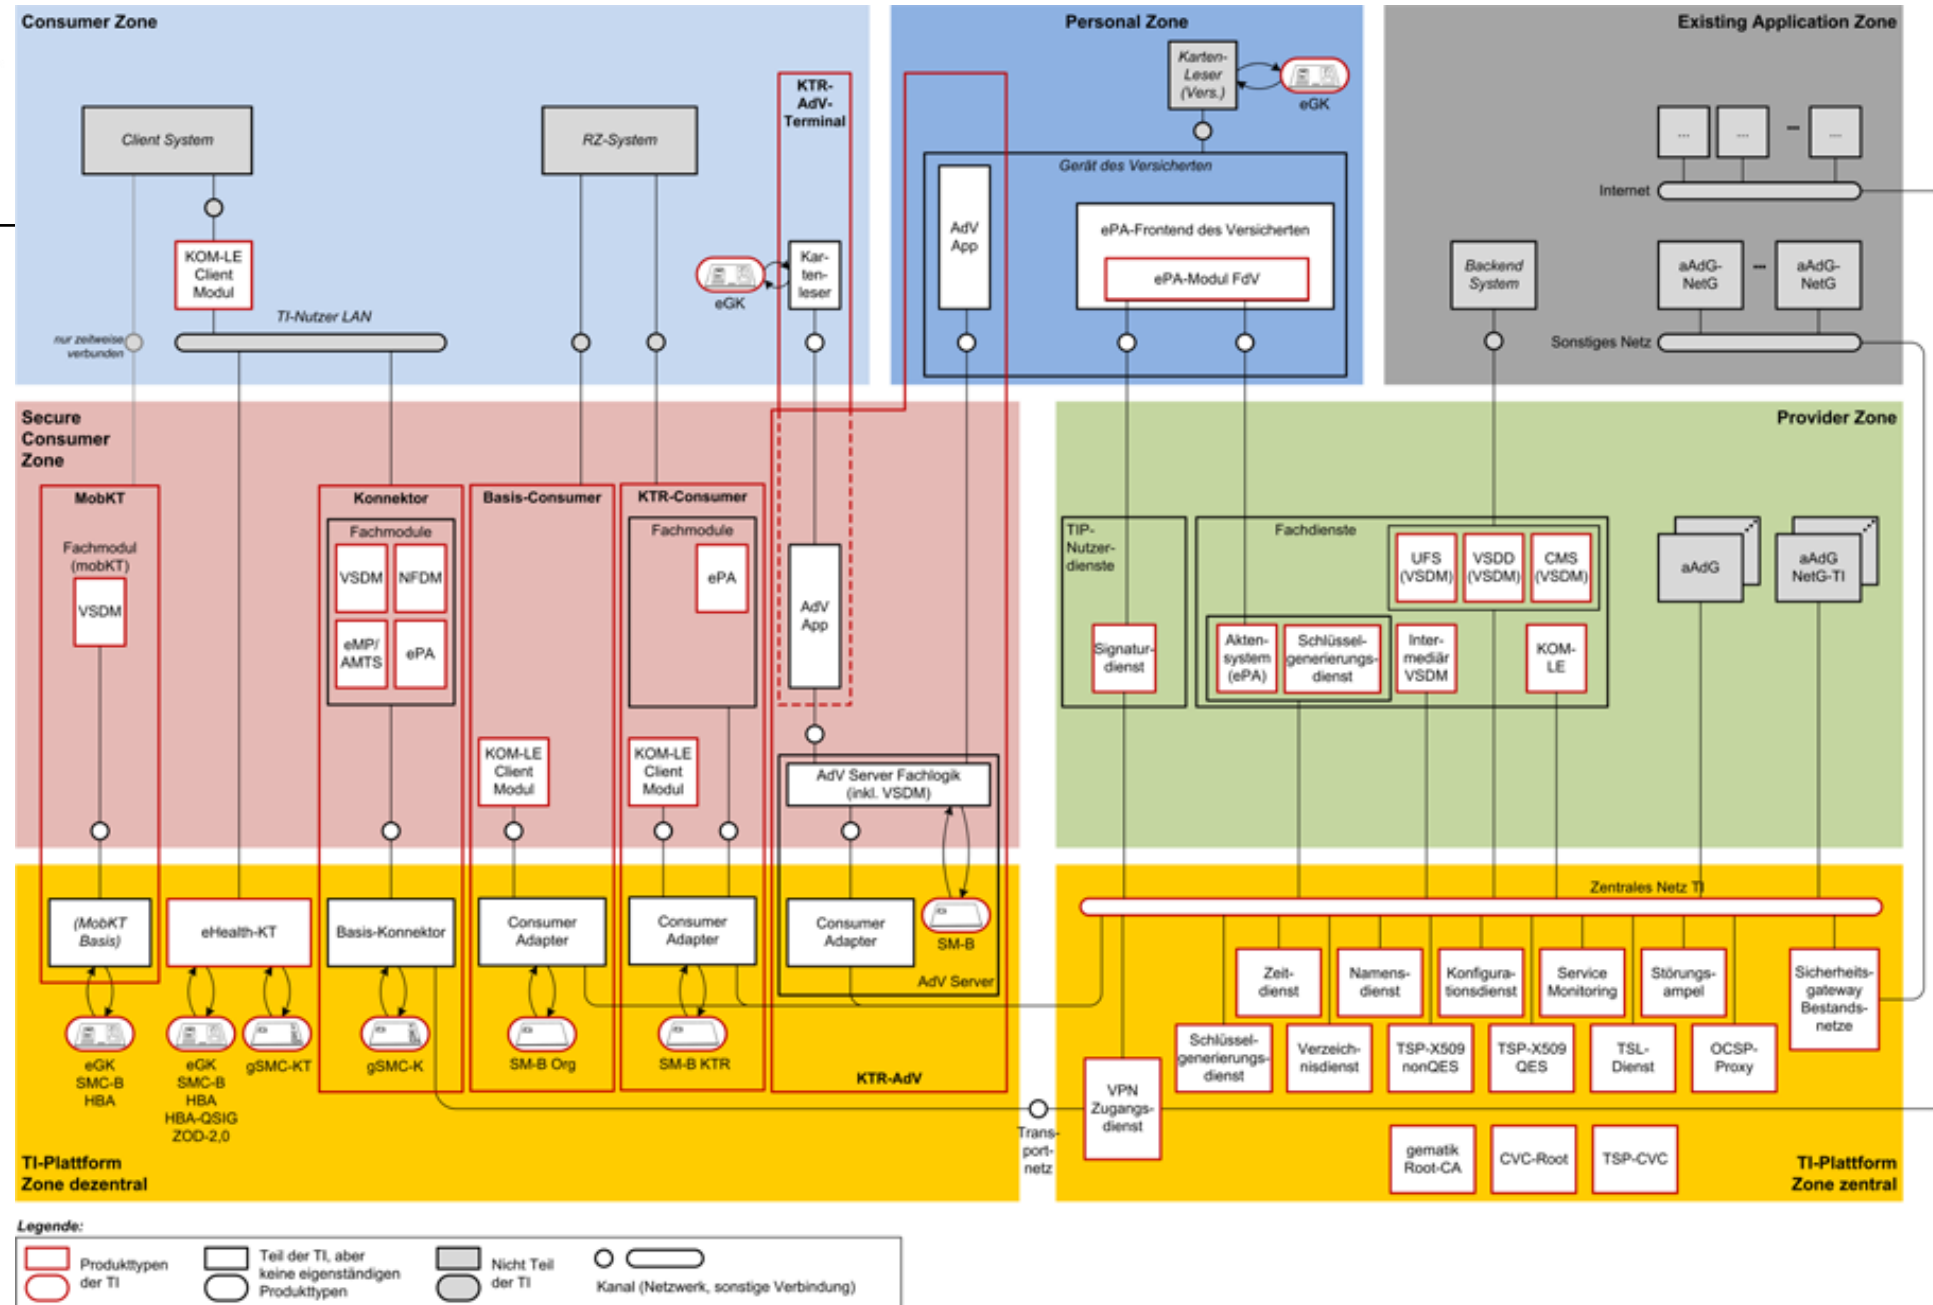 Consumer Zone
Client System
RZ-System
KTR-
AdV-
Terminal
KOM-LE
Client
Modul
eGK
Kar-
ten-
leser
TI-Nutzer LAN
nur zeitweise
verbunden
Personal Zone
Karten-
Leser
(Vers.)
eGK
Gerät des Versicherten
AdV
App
ePA-Frontend des Versicherten
ePA-Modul FdV
Existing Application Zone
...
...
...
Internet
Backend
System
aAdG-
NetG
aAdG-
NetG
Sonstiges Netz
Secure
Consumer
Zone
MobKT
Fachmodul
(mobKT)
VSDM
Konnektor
Fachmodule
VSDM
NFDM
eMP/
AMTS
ePA
Basis-Consumer
KOM-LE
Client
Modul
KTR-Consumer
Fachmodule
ePA
KOM-LE
Client
Modul
AdV
App
AdV Server Fachlogik
(inkl. VSDM)
Provider Zone
TIP-
Nutzer-
dienste
Signatur-
dienst
Fachdienste
UFS
(VSDM)
VSDD
(VSDM)
CMS
(VSDM)
Akten-
system
(ePA)
Schlüssel-
generierungs-
dienst
Inter-
mediär
VSDM
KOM-
LE
aAdG
aAdG
NetG-TI
(MobKT
Basis)
eHealth-KT
Basis-Konnektor
Consumer
Adapter
Consumer
Adapter
Consumer
Adapter
SM-B
AdV Server
eGK
SMC-B
HBA
eGK
SMC-B
HBA
HBA-QSIG
ZOD-2,0
gSMC-KT
gSMC-K
SM-B Org
SM-B KTR
KTR-AdV
TI-Plattform
Zone dezentral
Trans-
port-
netz
Zentrales Netz TI
Zeit-
dienst
Namens-
dienst
Konfigura-
tionsdienst
Service
Monitoring
Störungs-
ampel
Sicherheits-
gateway
Bestands-
netze
Schlüssel-
generierungs-
dienst
Verzeich-
nisdienst
TSP-X509
nonQES
TSP-X509
QES
TSL-
Dienst
OCSP-
Proxy
VPN
Zugangs-
dienst
gematik
Root-CA
CVC-Root
TSP-CVC
TI-Plattform
Zone zentral
Legende:
Produkttypen
der TI
Teil der TI, aber
keine eigenständigen
Produkttypen
Nicht Teil
der TI
Kanal (Netzwerk, sonstige Verbindung)